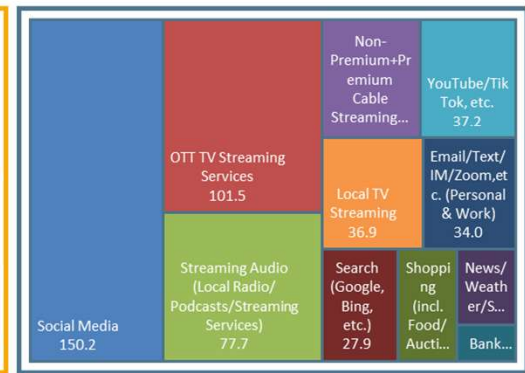 Social Media
150.2
OTT TV Streaming
Services
101.5
Streaming Audio
(Local Radio/
Podcasts/Streaming
Services)
77.7
Non-
Premium+Pr
emium
Cable
Streaming...
YouTube/Tik
Tok, etc.
37.2
Local TV
Streaming
36.9
Email/Text/
IM/Zoom,et
c. (Personal
& Work)
34.0
Search
(Google,
Bing,
etc.)
27.9
Shoppi
ng
(incl.
Food/
Aucti...
News/
Weath
er/S...
Bank...